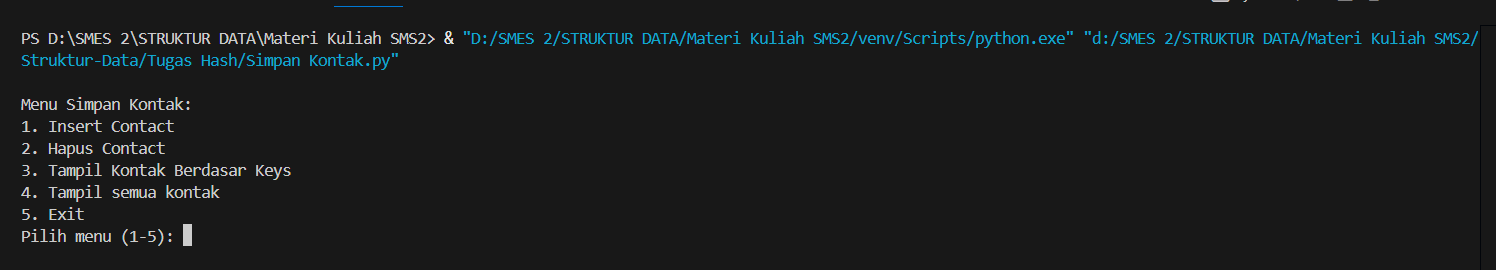 PS D:\SMES 2\STRUKTUR DATA\Materi Kuliah SMS2> & "D:/SMES 2/STRUKTUR DATA/Materi Kuliah SMS2/venv/Scripts/python.exe" "d:/SMES 2/STRUKTUR DATA/Materi Kuliah SMS2/
Struktur-Data/Tugas Hash/Simpan Kontak.py"
Menu Simpan Kontak:
1. Insert Contact
2. Hapus Contact
3. Tampil Kontak Berdasar Keys
4. Tampil semua kontak
5. Exit
Pilih menu (1-5):